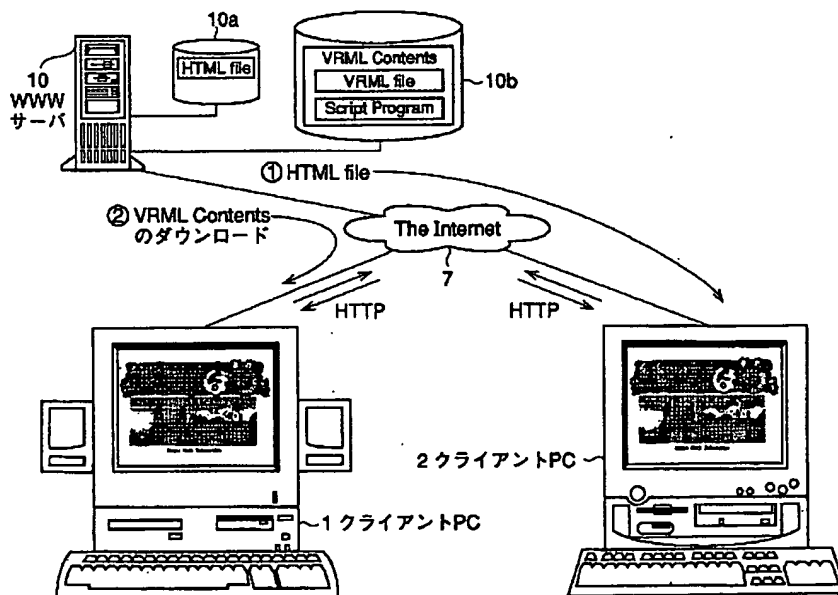 10a
10
WWW
サーバ
HTML file
VRML Contents
VRML file
Script Program
10b
① HTML file
② VRML Contents
のダウンロード
The Internet
7
HTTP
HTTP
2 クライアントPC
1 クライアントPC